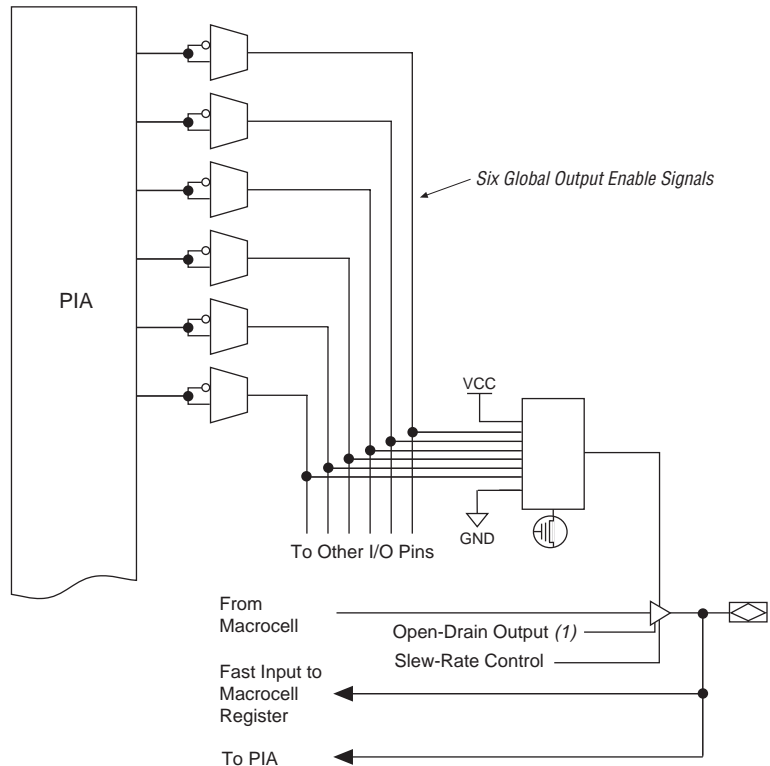 Six Global Output Enable Signals
PIA
VCC
GND
To Other I/O Pins
From
Macrocell
Open-Drain Output (1)
Slew-Rate Control
Fast Input to
Macrocell
Register
To PIA